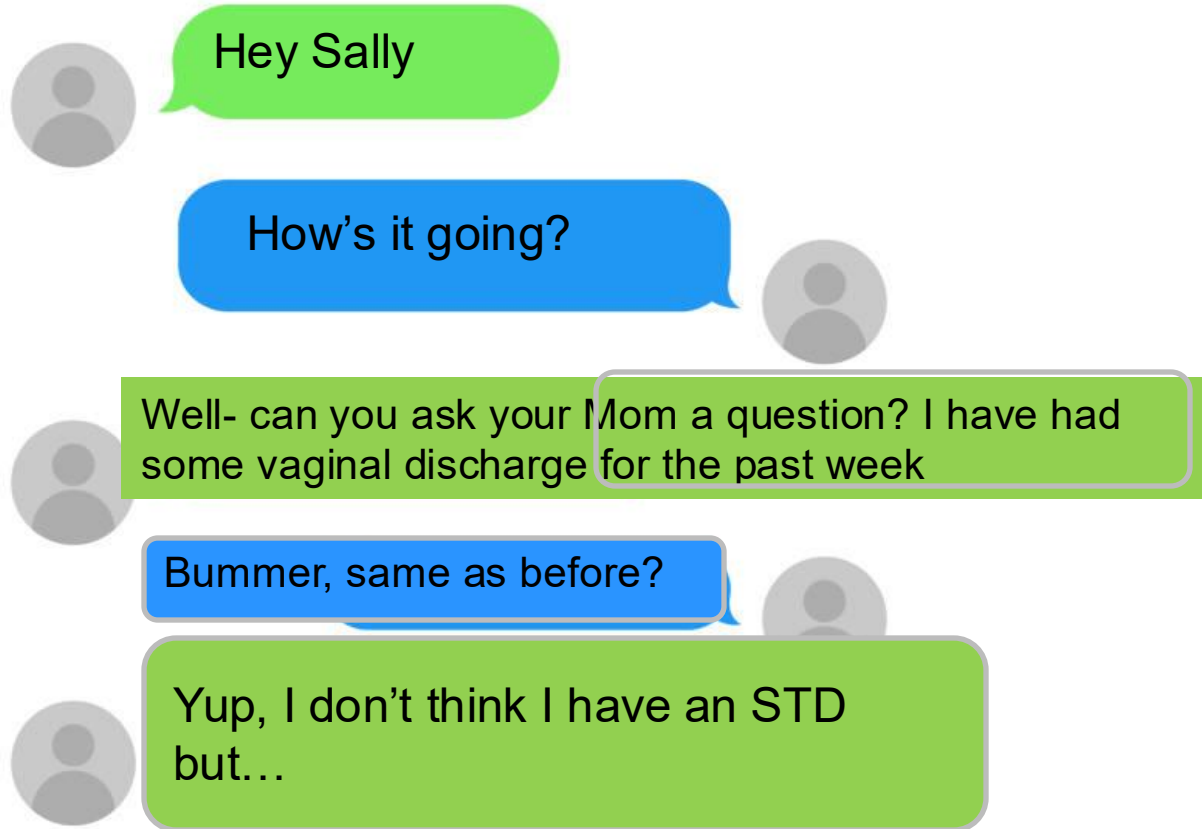 Hey Sally
How’s it going?
Well- can you ask your Mom a question? I have had
some vaginal discharge for the past week
Bummer, same as before?
Yup, I don’t think I have an STD
but…